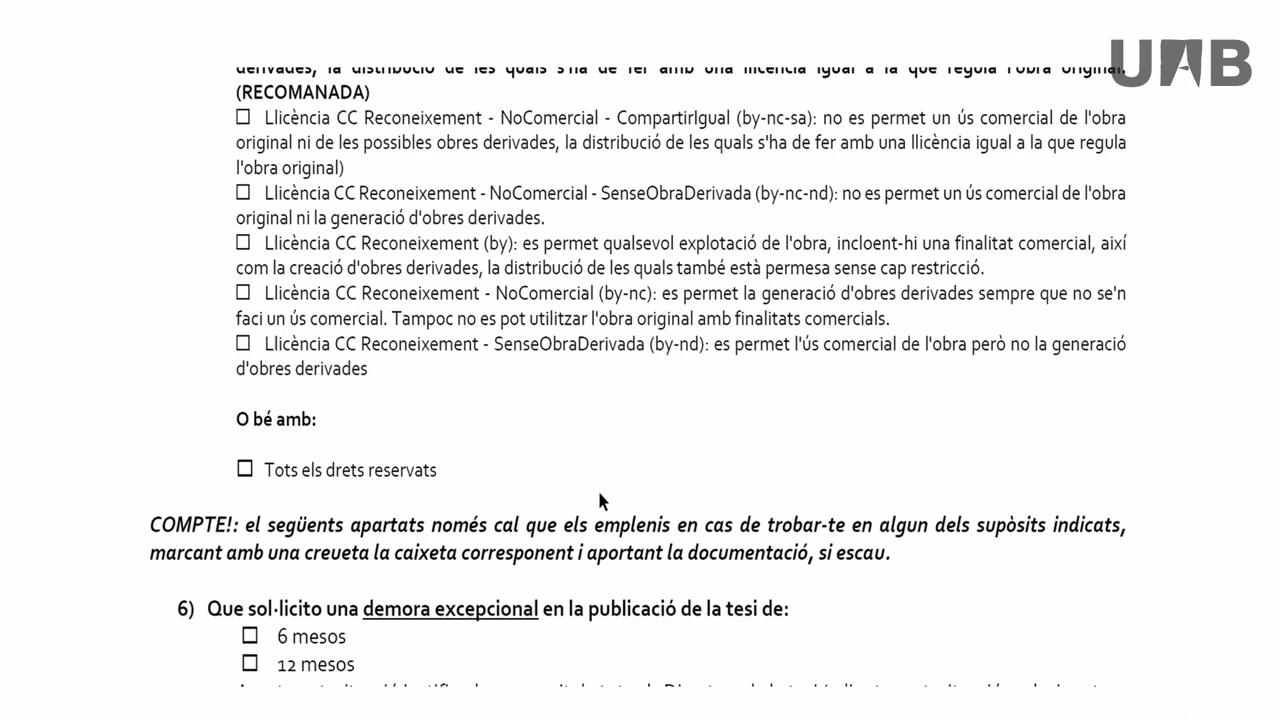 UAB
derivades, la distribució de les quals s'ha de fer amb una llicència igual a la que regula l'obra original.
(RECOMANADA)
☐ Llicència CC Reconeixement - NoComercial - CompartirIgual (by-nc-sa): no es permet un ús comercial de l'obra
original ni de les possibles obres derivades, la distribució de les quals s'ha de fer amb una llicència igual a la que regula
l'obra original)
☐ Llicència CC Reconeixement - NoComercial - SenseObraDerivada (by-nc-nd): no es permet un ús comercial de l'obra
original ni la generació d'obres derivades.
☐ Llicència CC Reconeixement (by): es permet qualsevol explotació de l'obra, incloent-hi una finalitat comercial, així
com la creació d'obres derivades, la distribució de les quals també està permesa sense cap restricció.
☐ Llicència CC Reconeixement - NoComercial (by-nc): es permet la generació d'obres derivades sempre que no se'n
faci un ús comercial. Tampoc no es pot utilitzar l'obra original amb finalitats comercials.
☐ Llicència CC Reconeixement - SenseObraDerivada (by-nd): es permet l'ús comercial de l'obra però no la generació
d'obres derivades
O bé amb:
☐ Tots els drets reservats
COMPTE!: el següents apartats només cal que els emplenis en cas de trobar-te en algun dels supòsits indicats,
marcant amb una creueta la caixeta corresponent i aportant la documentació, si escau.
6) Que sol·licito una demora excepcional en la publicació de la tesi de:
☐ 6 mesos
☐ 12 mesos